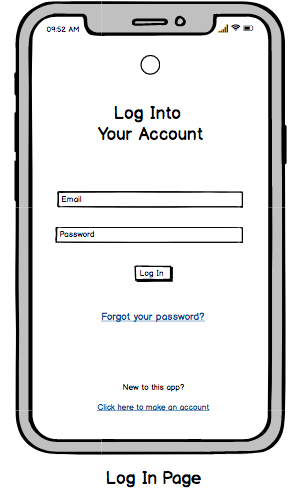 09:52 AM
Log Into
Your Account
Email
Password
Log In
Forgot your password?
New to this app?
Click here to make an account
Log In Page